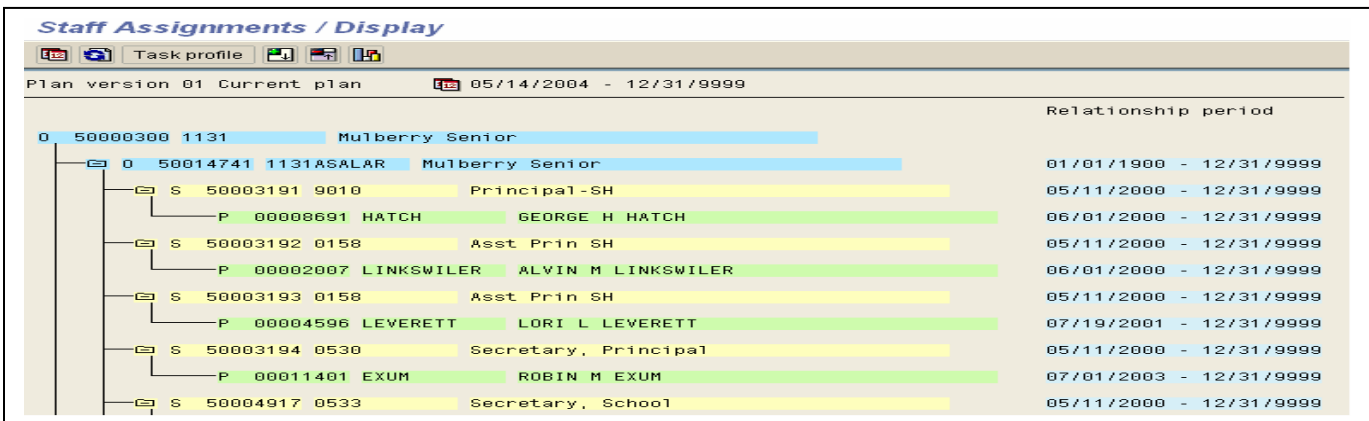 Staff Assignments / Display
Task profile
Plan version 01 Current plan 05/14/2004 - 12/31/9999
Relationship period
O 50000300 1131 Mulberry Senior
O 50014741 1131ASALAR Mulberry Senior 01/01/1900 - 12/31/9999
S 50003191 9010 Principal-SH 05/11/2000 - 12/31/9999
P 00008691 HATCH GEORGE H HATCH 06/01/2000 - 12/31/9999
S 50003192 0158 Asst Prin SH 05/11/2000 - 12/31/9999
P 00002007 LINKSWILER ALVIN M LINKSWILER 06/01/2000 - 12/31/9999
S 50003193 0158 Asst Prin SH 05/11/2000 - 12/31/9999
P 00004596 LEVERETT LORI L LEVERETT 07/19/2001 - 12/31/9999
S 50003194 0530 Secretary, Principal 05/11/2000 - 12/31/9999
P 00011401 EXUM ROBIN M EXUM 07/01/2003 - 12/31/9999
S 50004917 0533 Secretary, School 05/11/2000 - 12/31/9999